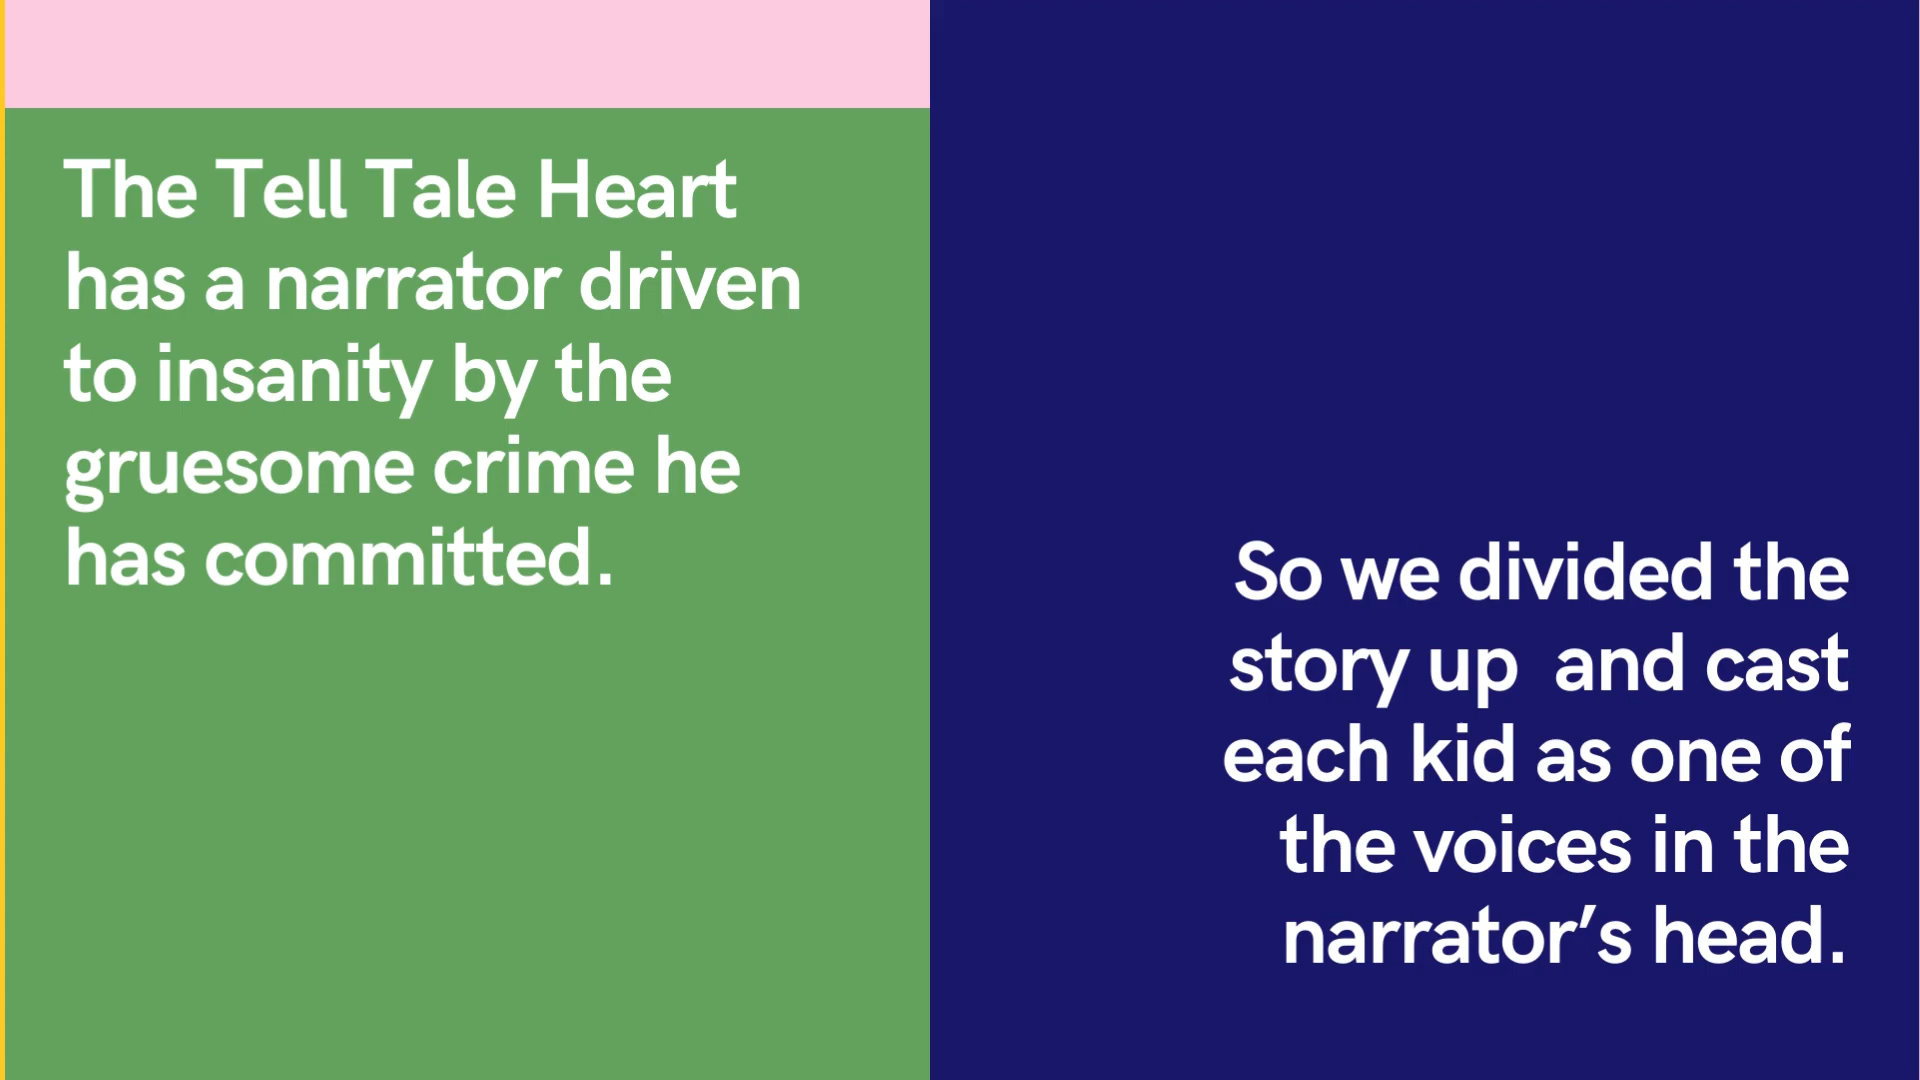 The Tell Tale Heart
has a narrator driven
to insanity by the
gruesome crime he
has committed.
So we divided the
story up  and cast
each kid as one of
the voices in the
narrator’s head.